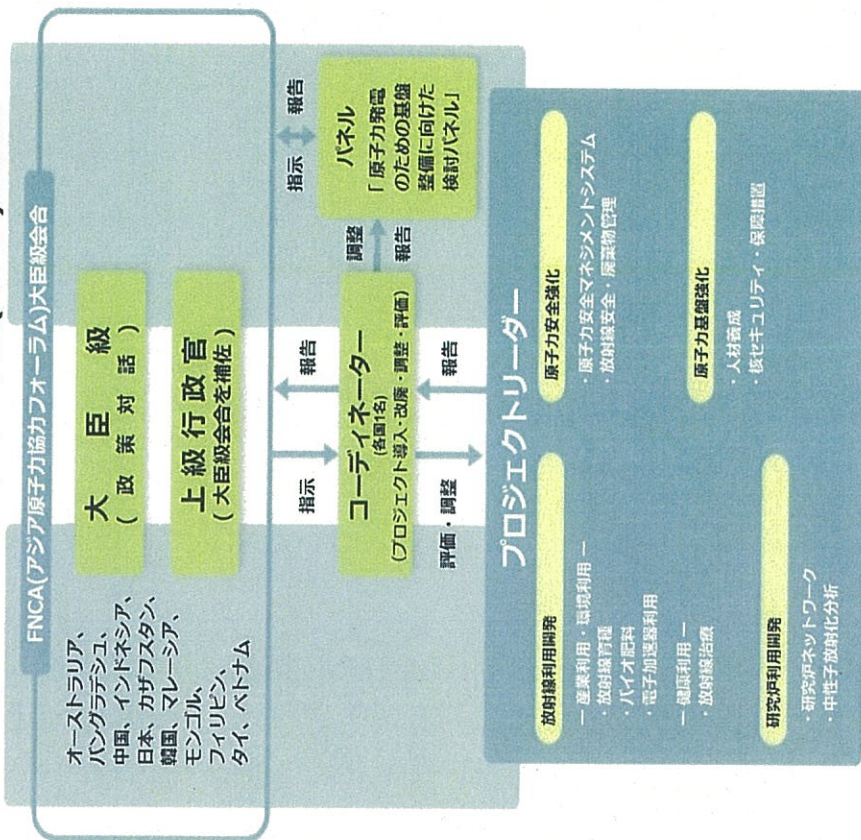 FNCA(アジア原子力協力フォーラム)大臣級会合
オーストラリア、
バングラデシュ、
中国、インドネシア、
日本、カザフスタン、
韓国、マレーシア、
モンゴル、
フィリピン、
タイ、ベトナム
大臣級
(政策対話)
上級行政官
(大臣級会合を補佐)
指示
報告
指示
報告
コーディネーター
(各国1名)
(プロジェクト導入・改廃・調整・評価)
調整
報告
パネル
「原子力発電
のための基盤
整備に向けた
検討パネル」
評価・調整
報告
プロジェクトリーダー
放射線利用開発
ー 産業利用・環境利用 ー
・放射線育種
・バイオ肥料
・電子加速器利用
ー 健康利用 ー
・放射線治療
原子力安全強化
・原子力安全マネジメントシステム
・放射線安全・廃棄物管理
研究炉利用開発
・研究炉ネットワーク
・中性子放射化分析
原子力基盤強化
・人材養成
・核セキュリティ・保障措置